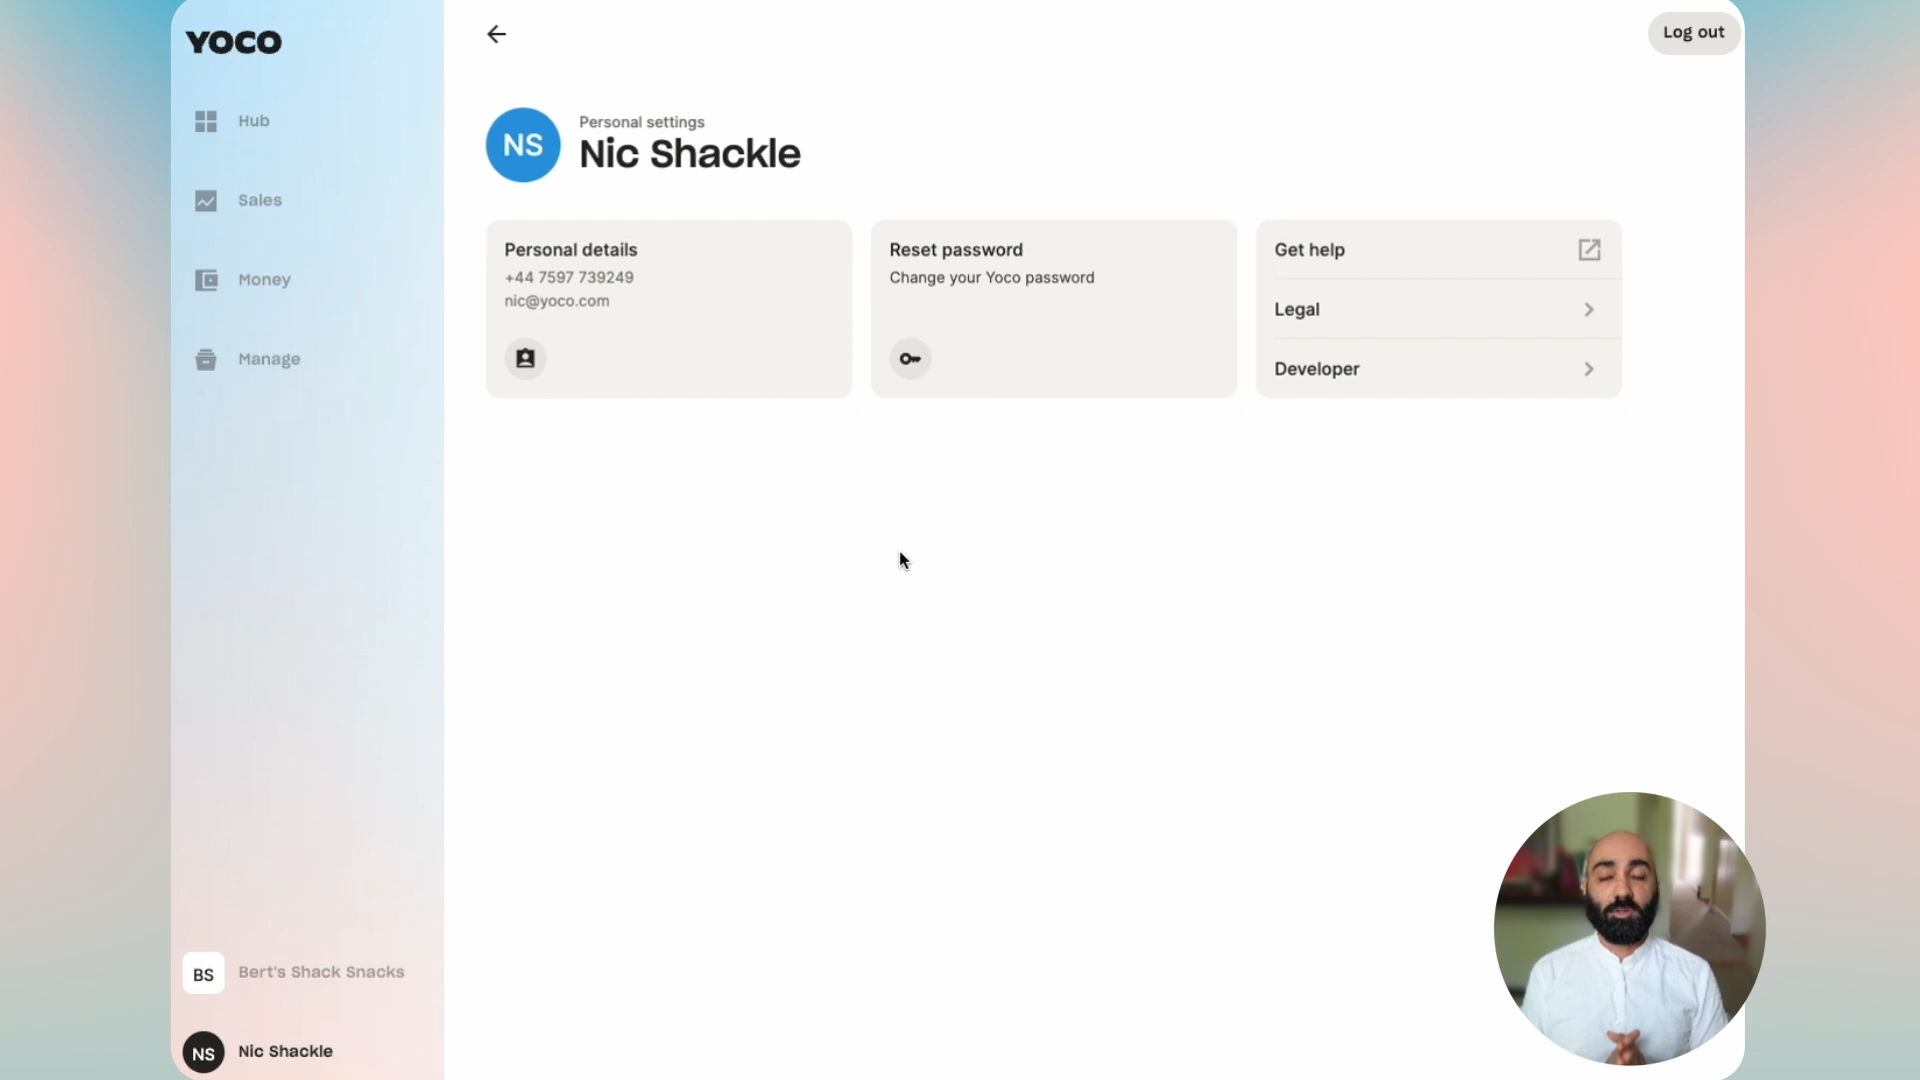 YOCO
Hub
Sales
Money
Manage
BS
Bert's Shack Snacks
NS
Nic Shackle
Log out
NS
Personal settings
Nic Shackle
Personal details
+44 7597 739249
nic@yoco.com
Reset password
Change your Yoco password
Get help
Legal
Developer